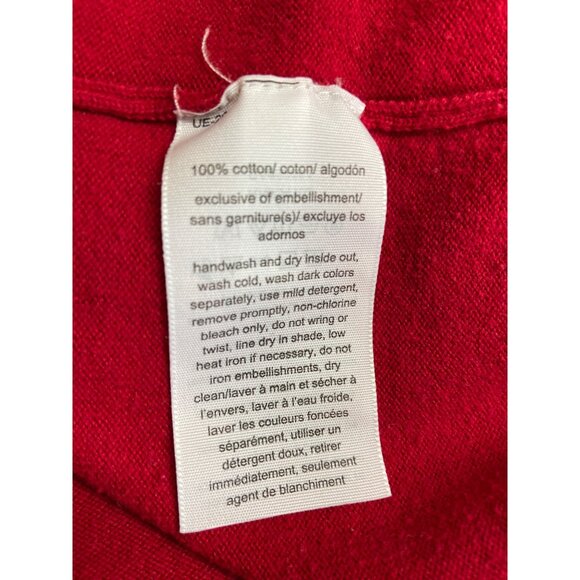 100% cotton/ coton/ algodón
exclusive of embellishment/
sans garniture(s)/ excluye los
adornos
handwash and dry inside out,
wash cold, wash dark colors
separately, use mild detergent,
remove promptly, non-chlorine
bleach only, do not wring or
twist, line dry in shade, low
heat iron if necessary, do not
iron embellishments, dry
clean/laver à main et sécher à
l'envers, laver à l'eau froide,
laver les couleurs foncées
séparément, utiliser un
détergent doux, retirer
immédiatement, seulement
agent de blanchiment